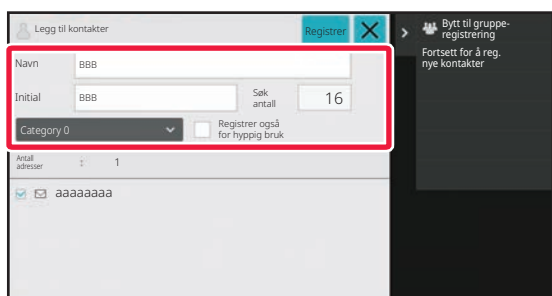 Legg til kontakter
Registrer
Navn
BBB
Initial
BBB
Søk
antall
16
Category 0
Registrer også
for hyppig bruk
Antall
adresser
:
1
aaaaaaaa
Bytt til gruppe-
registrering
Fortsett for å reg.
nye kontakter